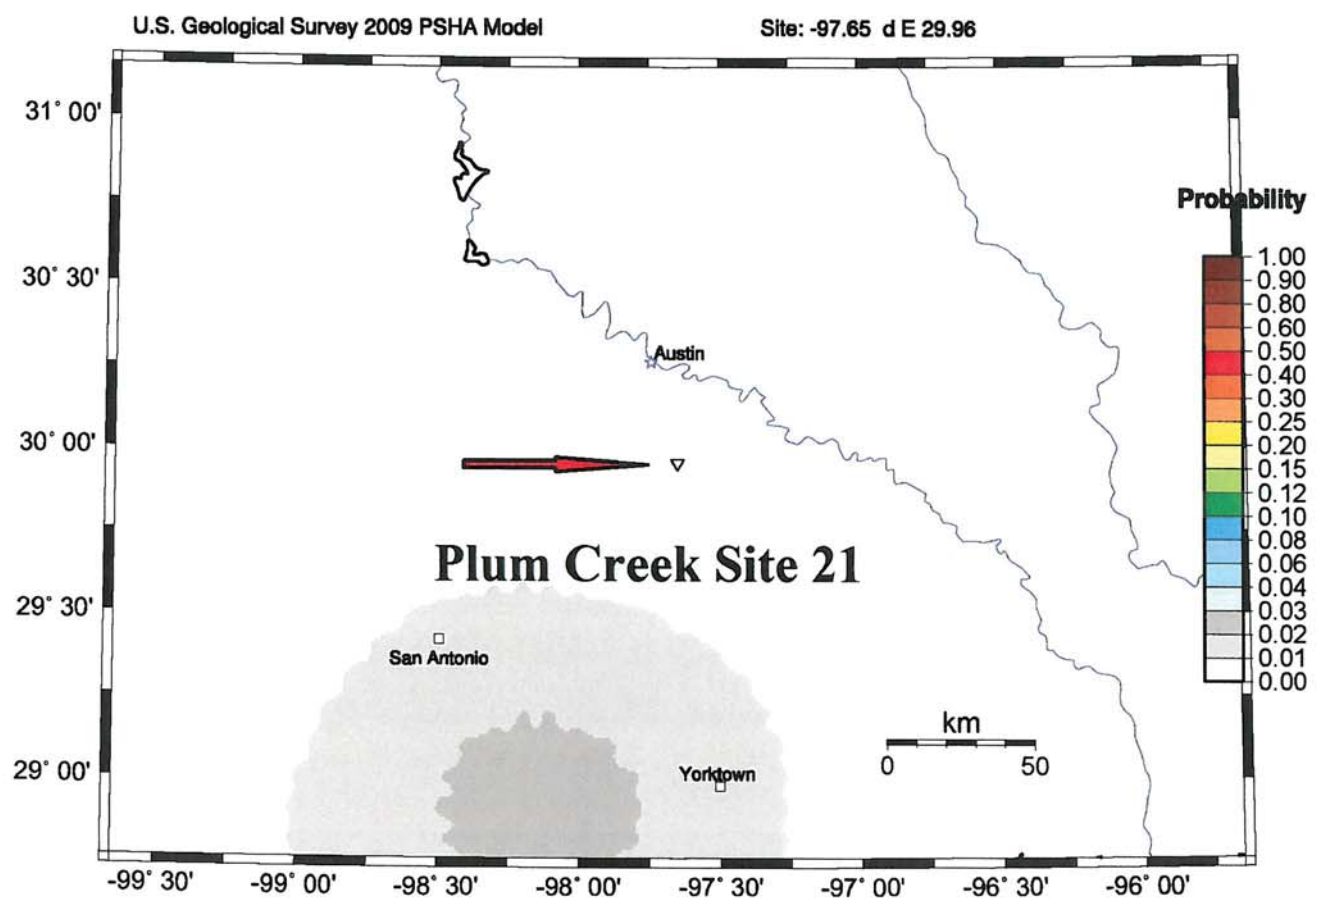 U.S. Geological Survey 2009 PSHA Model
Site: -97.65 d E 29.96
31° 00'
30° 30'
30° 00'
29° 30'
29° 00'
Austin
Plum Creek Site 21
San Antonio
Yorktown
km
0 50
Probability
1.00
0.90
0.80
0.60
0.50
0.40
0.30
0.25
0.20
0.15
0.12
0.10
0.08
0.06
0.04
0.03
0.02
0.01
0.00
-99° 30' -99° 00' -98° 30' -98° 00' -97° 30' -97° 00' -96° 30' -96° 00'